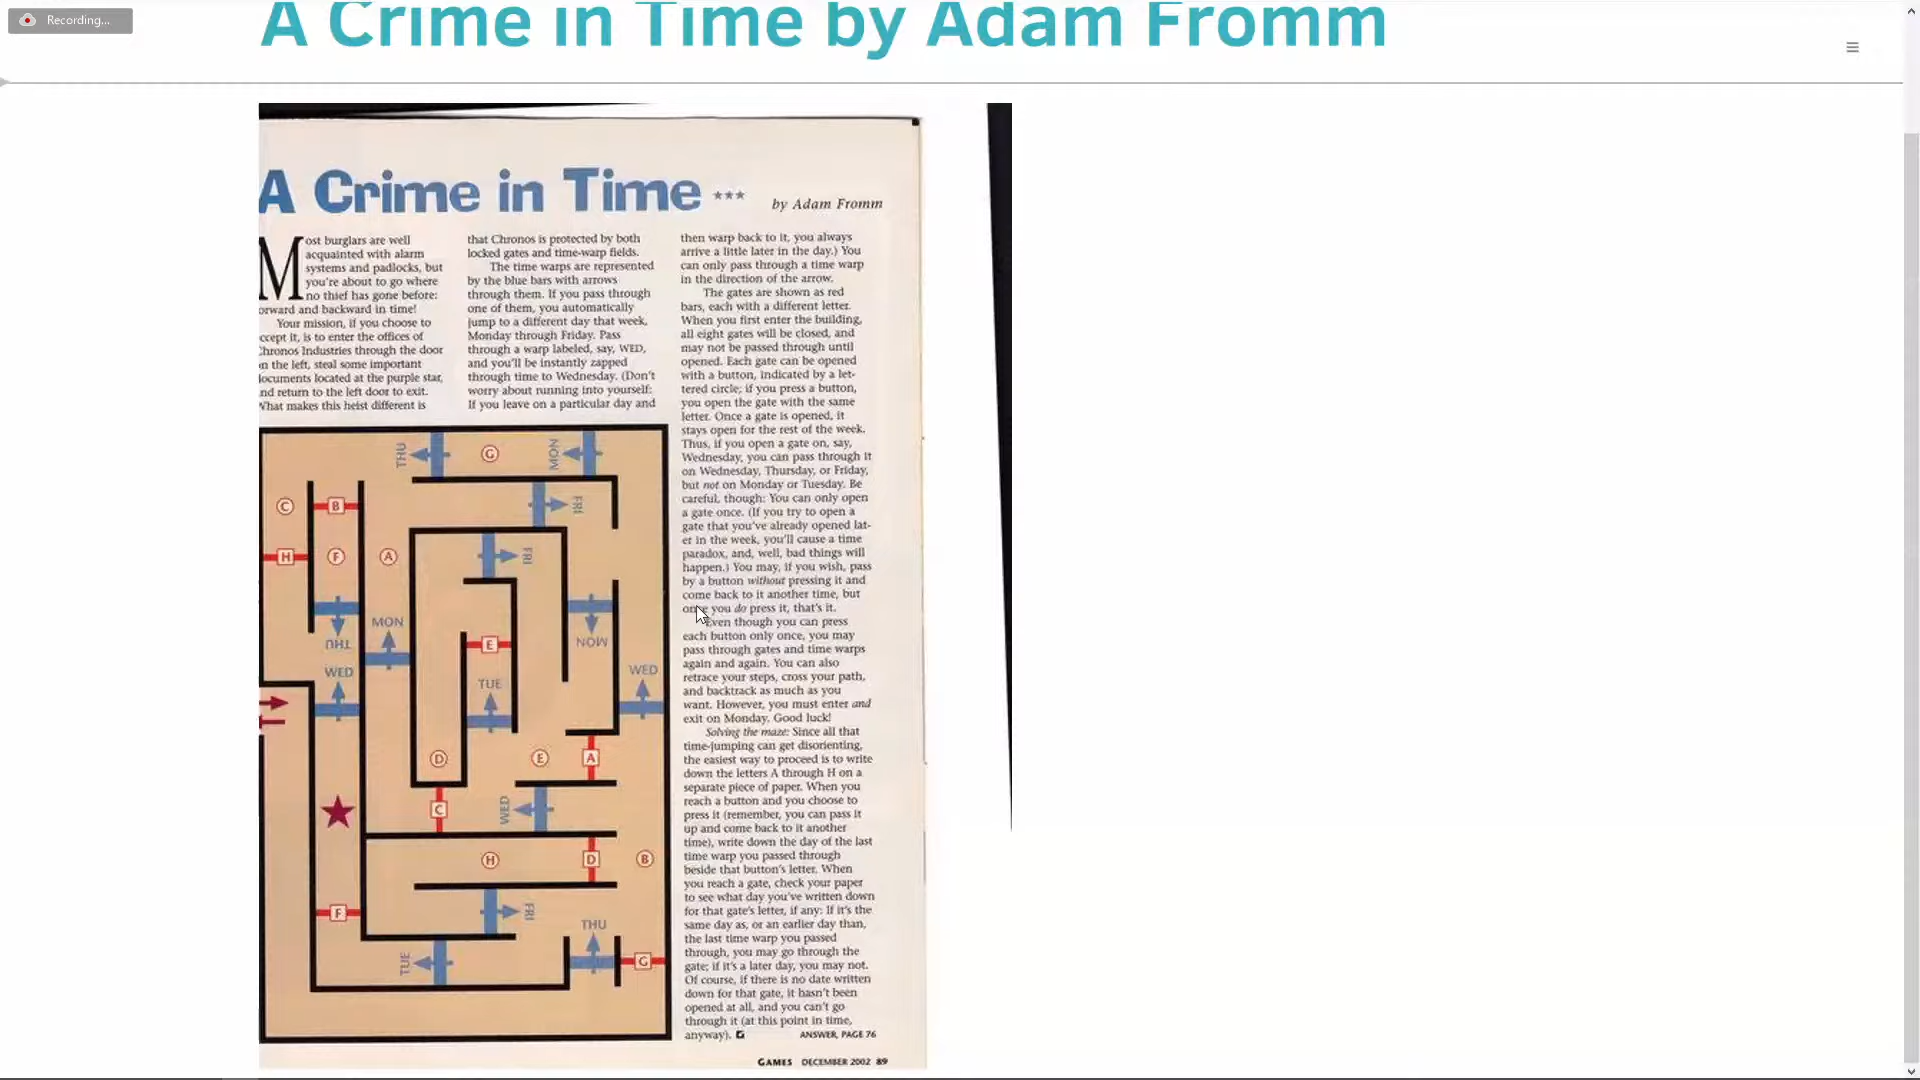 Recording...
A Crime in Time by Adam Fromm
A Crime in Time ★★★
by Adam Fromm
Most burglars are well
acquainted with alarm
systems and padlocks, but
you're about to go where
no thief has gone before:
orward and backward in time!
Your mission, if you choose to
ccept it, is to enter the offices of
Chronos Industries through the door
on the left, steal some important
documents located at the purple star,
and return to the left door to exit.
What makes this heist different is
that Chronos is protected by both
locked gates and time-warp fields.
The time warps are represented
by the blue bars with arrows
through them. If you pass through
one of them, you automatically
jump to a different day that week,
Monday through Friday. Pass
through a warp labeled, say, WED,
and you'll be instantly zapped
through time to Wednesday. (Don't
worry about running into yourself:
If you leave on a particular day and
then warp back to it, you always
arrive a little later in the day.) You
can only pass through a time warp
in the direction of the arrow.
The gates are shown as red
bars, each with a different letter.
When you first enter the building,
all eight gates will be closed, and
may not be passed through until
opened. Each gate can be opened
with a button, indicated by a let-
tered circle; if you press a button,
you open the gate with the same
letter. Once a gate is opened, it
stays open for the rest of the week.
Thus, if you open a gate on, say,
Wednesday, you can pass through it
on Wednesday, Thursday, or Friday,
but not on Monday or Tuesday. Be
careful, though: You can only open
a gate once. (If you try to open a
gate that you've already opened lat-
er in the week, you'll cause a time
paradox, and, well, bad things will
happen.) You may, if you wish, pass
by a button without pressing it and
come back to it another time, but
once you do press it, that's it.
Even though you can press
each button only once, you may
pass through gates and time warps
again and again. You can also
retrace your steps, cross your path,
and backtrack as much as you
want. However, you must enter and
exit on Monday. Good luck!
Solving the maze: Since all that
time-jumping can get disorienting,
the easiest way to proceed is to write
down the letters A through H on a
separate piece of paper. When you
reach a button and you choose to
press it (remember, you can pass it
up and come back to it another
time), write down the day of the last
time warp you passed through
beside that button's letter. When
you reach a gate, check your paper
to see what day you've written down
for that gate's letter, if any: If it's the
same day as, or an earlier day than,
the last time warp you passed
through, you may go through the
gate; if it's a later day, you may not.
Of course, if there is no date written
down for that gate, it hasn't been
opened at all, and you can't go
through it (at this point in time,
anyway). G
ANSWER, PAGE 76
THU G MON
C B FRI
H F A FRI
MON THU E MON
WED TUE WED
D E A
C WED
H D B
F FRI THU
TUE G
GAMES DECEMBER 2002 89